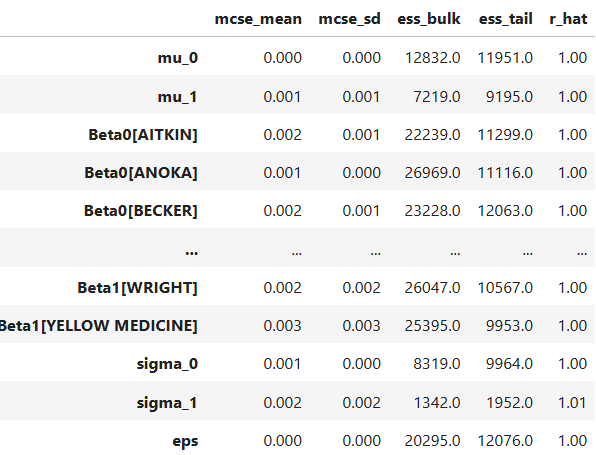 mcse_mean mcse_sd ess_bulk ess_tail r_hat
mu_0 0.000 0.000 12832.0 11951.0 1.00
mu_1 0.001 0.001 7219.0 9195.0 1.00
Beta0[AITKIN] 0.002 0.001 22239.0 11299.0 1.00
Beta0[ANOKA] 0.001 0.000 26969.0 11116.0 1.00
Beta0[BECKER] 0.002 0.001 23228.0 12063.0 1.00
... ... ... ... ... ...
Beta1[WRIGHT] 0.002 0.002 26047.0 10567.0 1.00
Beta1[YELLOW MEDICINE] 0.003 0.003 25395.0 9953.0 1.00
sigma_0 0.001 0.000 8319.0 9964.0 1.00
sigma_1 0.002 0.002 1342.0 1952.0 1.01
eps 0.000 0.000 20295.0 12076.0 1.00